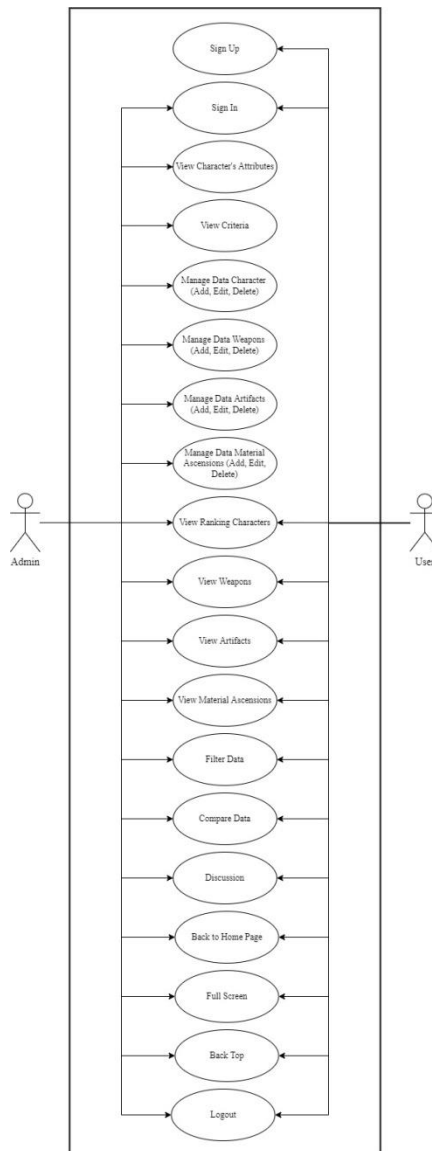 Sign Up
Sign In
View Character's Attributes
View Criteria
Manage Data Character
(Add, Edit, Delete)
Manage Data Weapons
(Add, Edit, Delete)
Manage Data Artifacts
(Add, Edit, Delete)
Manage Data Material
Ascensions (Add, Edit,
Delete)
View Ranking Characters
Admin
User
View Weapons
View Artifacts
View Material Ascensions
Filter Data
Compare Data
Discussion
Back to Home Page
Full Screen
Back Top
Logout